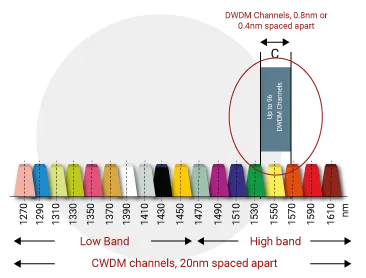 DWDM Channels, 0.8nm or
0.4nm spaced apart
C
Up to 96
DWDM Channels
1270
1290
1310
1330
1350
1370
1390
1410
1430
1450
1470
1490
1510
1530
1550
1570
1590
1610
nm
Low Band
High band
CWDM channels, 20nm spaced apart